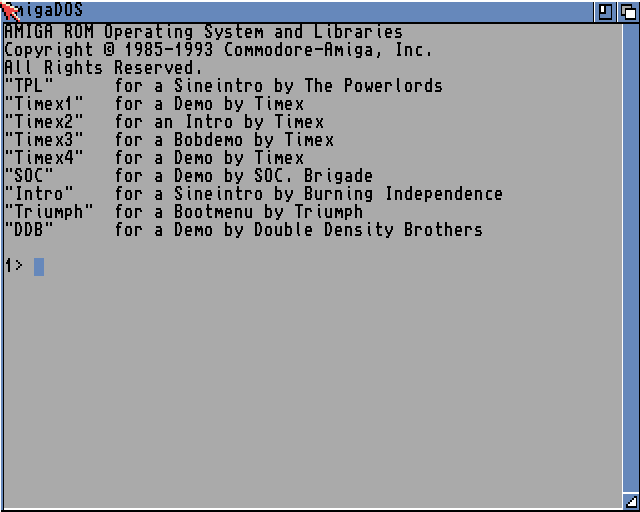 AmigaDOS
AMIGA ROM Operating System and Libraries
Copyright © 1985-1993 Commodore-Amiga, Inc.
All Rights Reserved.
"TPL"      for a Sineintro by The Powerlords
"Timex1"   for a Demo by Timex
"Timex2"   for an Intro by Timex
"Timex3"   for a Bobdemo by Timex
"Timex4"   for a Demo by Timex
"SOC"      for a Demo by SOC. Brigade
"Intro"    for a Sineintro by Burning Independence
"Triumph"  for a Bootmenu by Triumph
"DDB"      for a Demo by Double Density Brothers
1>